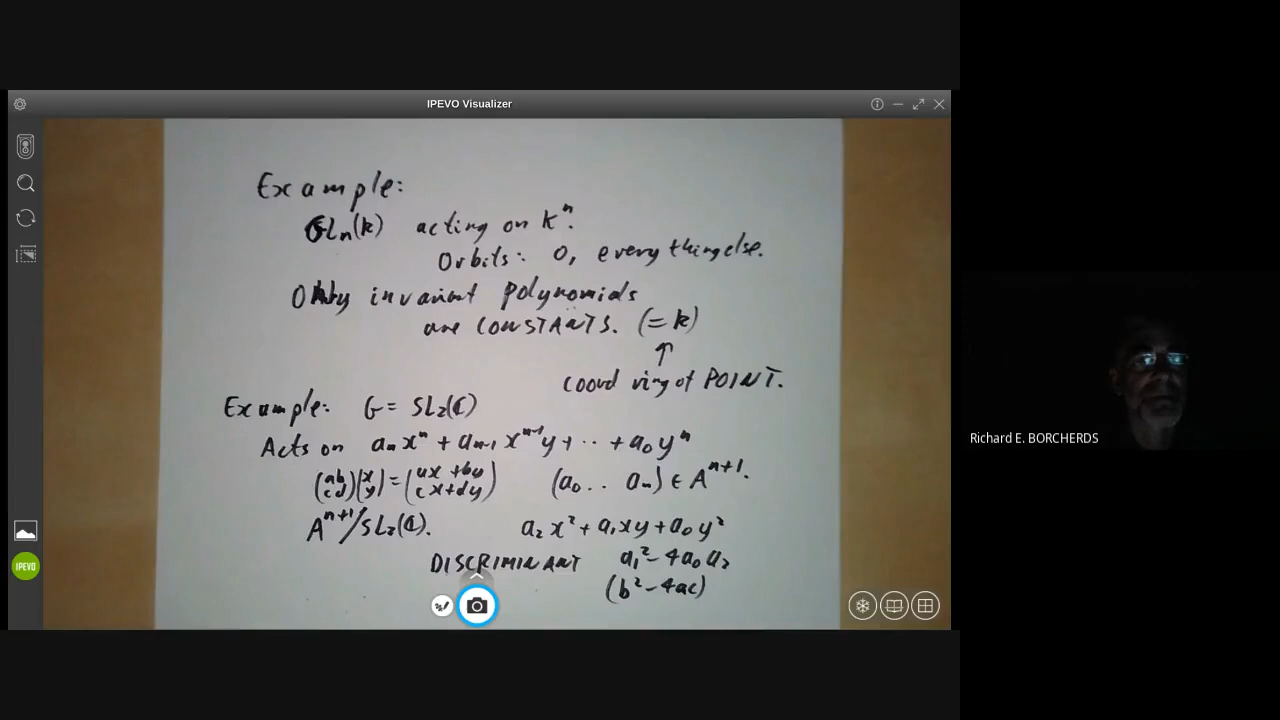 IPEVO Visualizer
Example:
GLn(k) acting on kⁿ.
Orbits: 0, everything else.
Only invariant polynomials
are CONSTANTS. (= k)
↑
coord ring of POINT.
Example: G = SL₂(ℂ)
Acts on aₙxⁿ + aₙ₋₁xⁿ⁻¹y + ·· + a₀yⁿ
(ab cd)(x y) = (ax + by cx + dy) (a₀ .. aₙ) ∈ Aⁿ⁺¹.
Aⁿ⁺¹/SL₂(ℂ). a₂x² + a₁xy + a₀y²
DISCRIMINANT a₁² - 4a₀a₂
(b² - 4ac)
IPEVO
Richard E. BORCHERDS